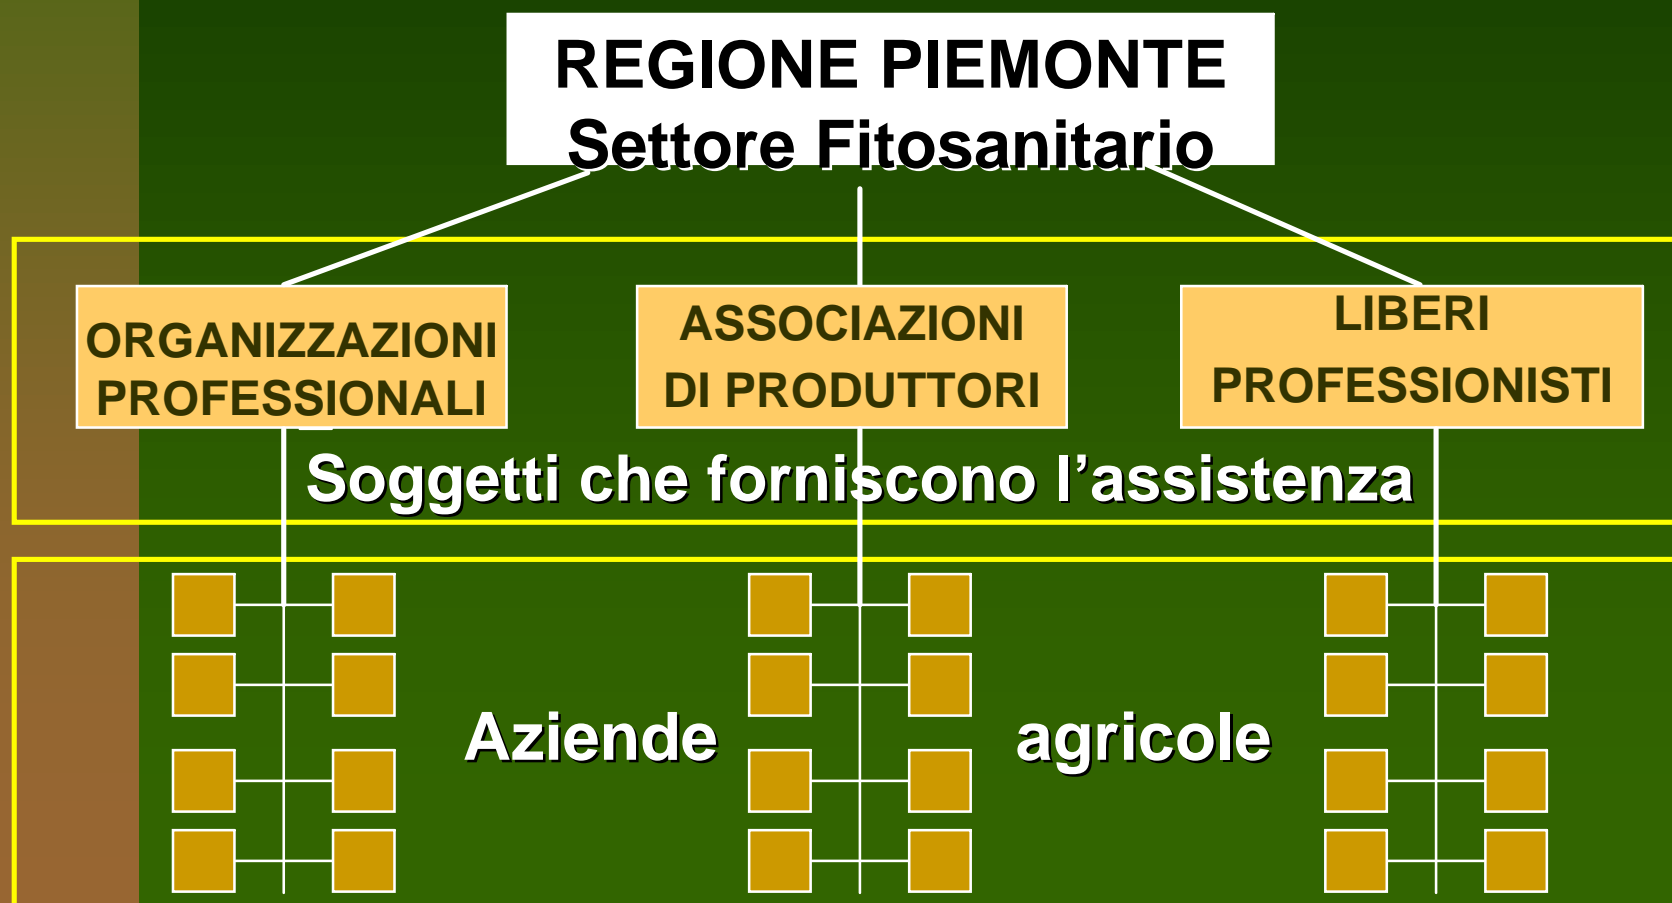 REGIONE PIEMONTE
Settore Fitosanitario
ORGANIZZAZIONI
PROFESSIONALI
ASSOCIAZIONI
DI PRODUTTORI
LIBERI
PROFESSIONISTI
Soggetti che forniscono l’assistenza
Aziende agricole